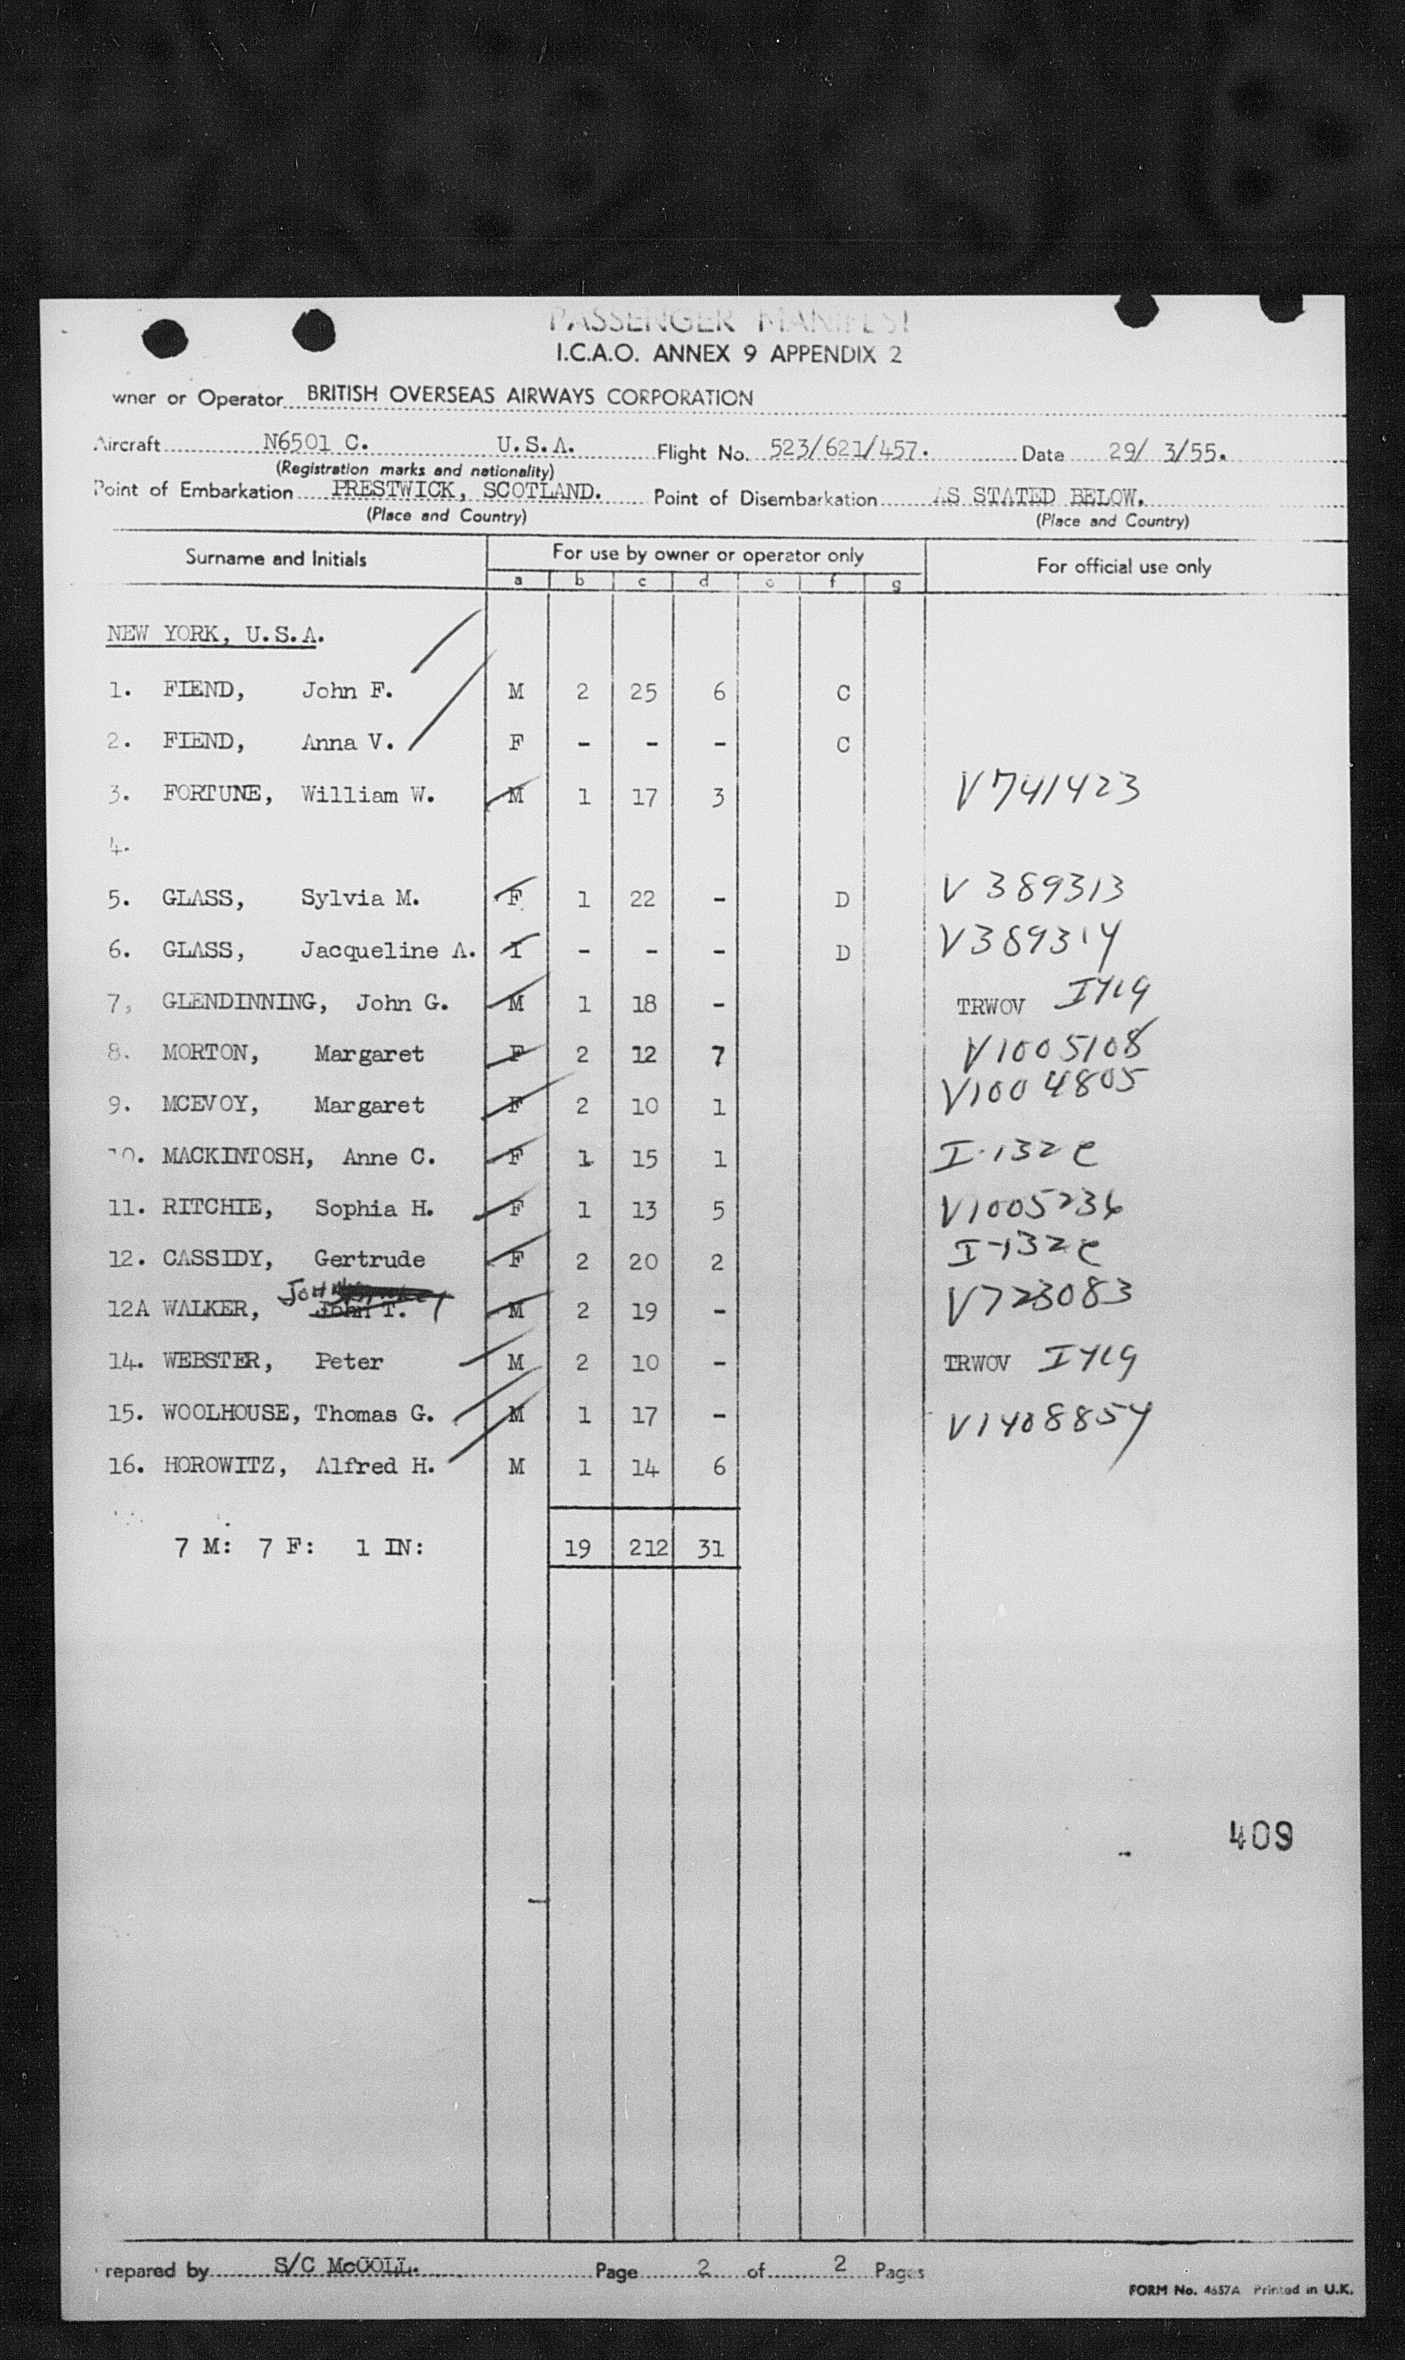 PASSENGER MANIFEST
I.C.A.O. ANNEX 9 APPENDIX 2
wner or Operator BRITISH OVERSEAS AIRWAYS CORPORATION
Aircraft N6501 C. U.S.A. Flight No. 523/621/457. Date 29/ 3/55.
(Registration marks and nationality)
Point of Embarkation PRESTWICK, SCOTLAND. Point of Disembarkation AS STATED BELOW.
(Place and Country) (Place and Country)
Surname and Initials For use by owner or operator only For official use only
a b c d e f g
NEW YORK, U.S.A.
1. FIEND, John F. M 2 25 6 C
2. FIEND, Anna V. F - - - C
3. FORTUNE, William W. M 1 17 3 V741423
4.
5. GLASS, Sylvia M. F 1 22 - D V 389313
6. GLASS, Jacqueline A. I - - - D V389314
7, GLENDINNING, John G. M 1 18 - TRWOV I419
8. MORTON, Margaret F 2 12 7 V1005108
9. MCEVOY, Margaret F 2 10 1 V1004805
10. MACKINTOSH, Anne C. F 1 15 1 I-132e
11. RITCHIE, Sophia H. F 1 13 5 V1005236
12. CASSIDY, Gertrude F 2 20 2 I-132e
JOHN
12A WALKER, John T. M 2 19 - V723083
14. WEBSTER, Peter M 2 10 - TRWOV I419
15. WOOLHOUSE, Thomas G. M 1 17 - V1408854
16. HOROWITZ, Alfred H. M 1 14 6
7 M: 7 F: 1 IN: 19 212 31
409
repared by S/C McCOLL. Page 2 of 2 Pages
FORM No. 4657A Printed in U.K.